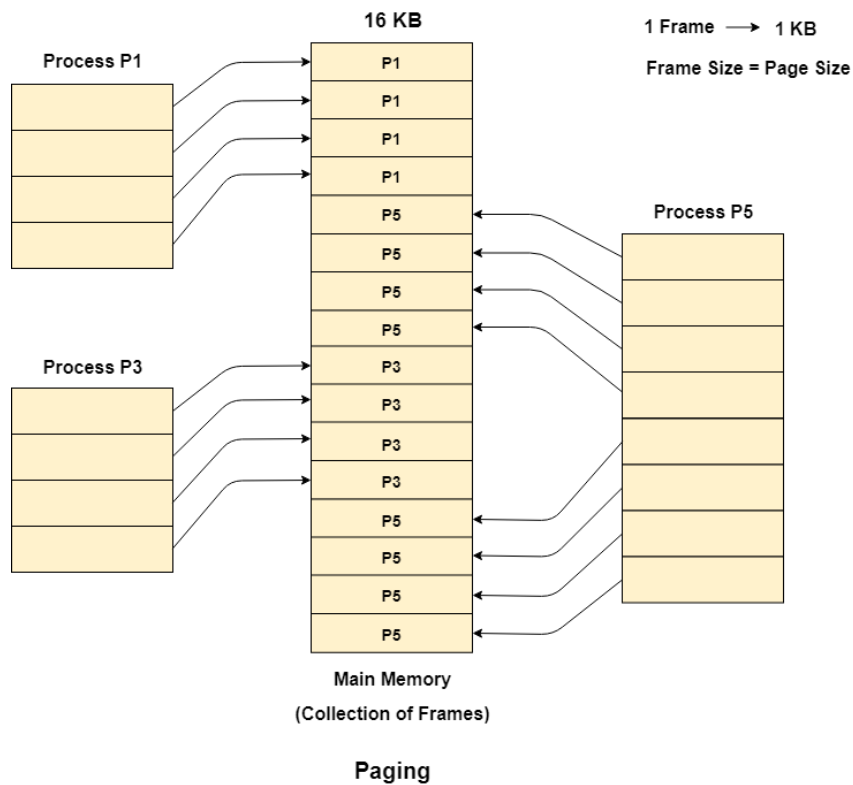 16 KB
1 Frame → 1 KB
Frame Size = Page Size
Process P1
P1
P1
P1
P1
P5
P5
P5
P5
P3
P3
P3
P3
P5
P5
P5
P5
Process P5
Process P3
Main Memory
(Collection of Frames)
Paging